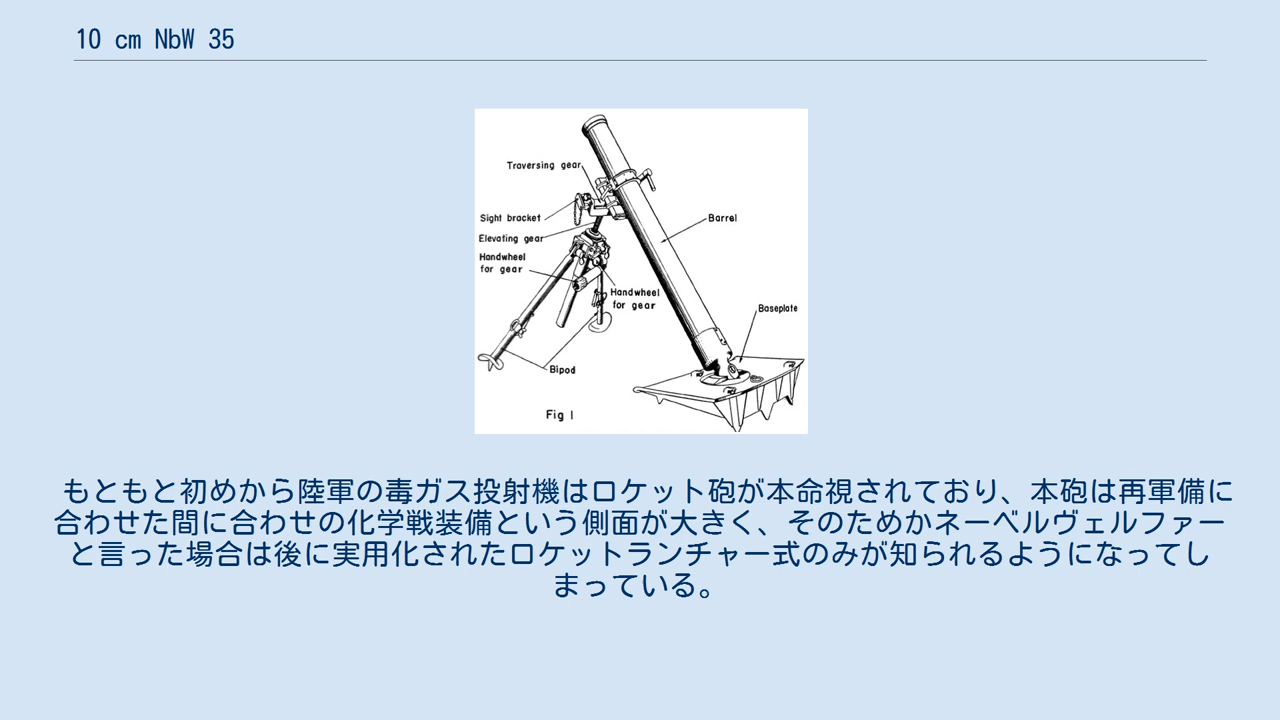 10 cm NbW 35
Traversing gear
Sight bracket
Elevating gear
Handwheel
for gear
Barrel
Handwheel
for gear
Baseplate
Bipod
Fig 1
もともと初めから陸軍の毒ガス投射機はロケット砲が本命視されており、本砲は再軍備に
合わせた間に合わせの化学戦装備という側面が大きく、そのためかネーベルヴェルファー
と言った場合は後に実用化されたロケットランチャー式のみが知られるようになってし
まっている。